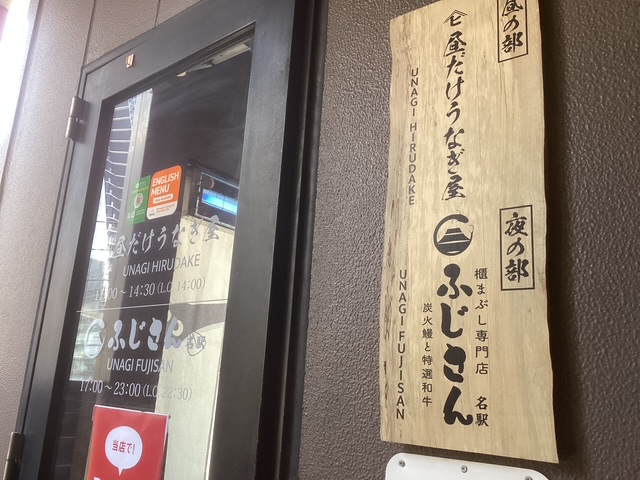 ENGLISH
MENU
昼だけうなぎ屋
UNAGI HIRUDAKE
00 ~ 14:30 (L.O. 14:00)
ふじさん 名駅
UNAGI FUJISAN
17:00 ~ 23:00 (L.O. 22:30)
当店で!
昼の部
昼だけうなぎ屋
UNAGI HIRUDAKE
夜の部
櫃まぶし専門店 名駅
ふじさん
炭火鰻と特選和牛
UNAGI FUJISAN